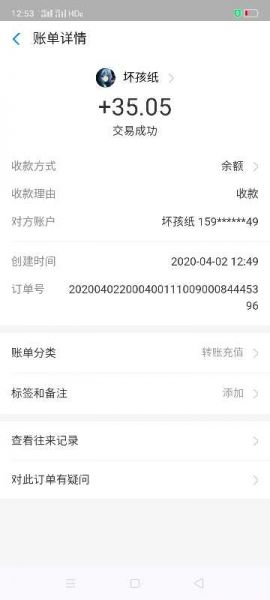 12:53
账单详情
坏孩纸
+35.05
交易成功
收款方式 余额
收款理由 收款
对方账户 坏孩纸 159******49
创建时间 2020-04-02 12:49
订单号 202004022000400111009000844453
96
账单分类 转账充值
标签和备注 添加
查看往来记录
对此订单有疑问